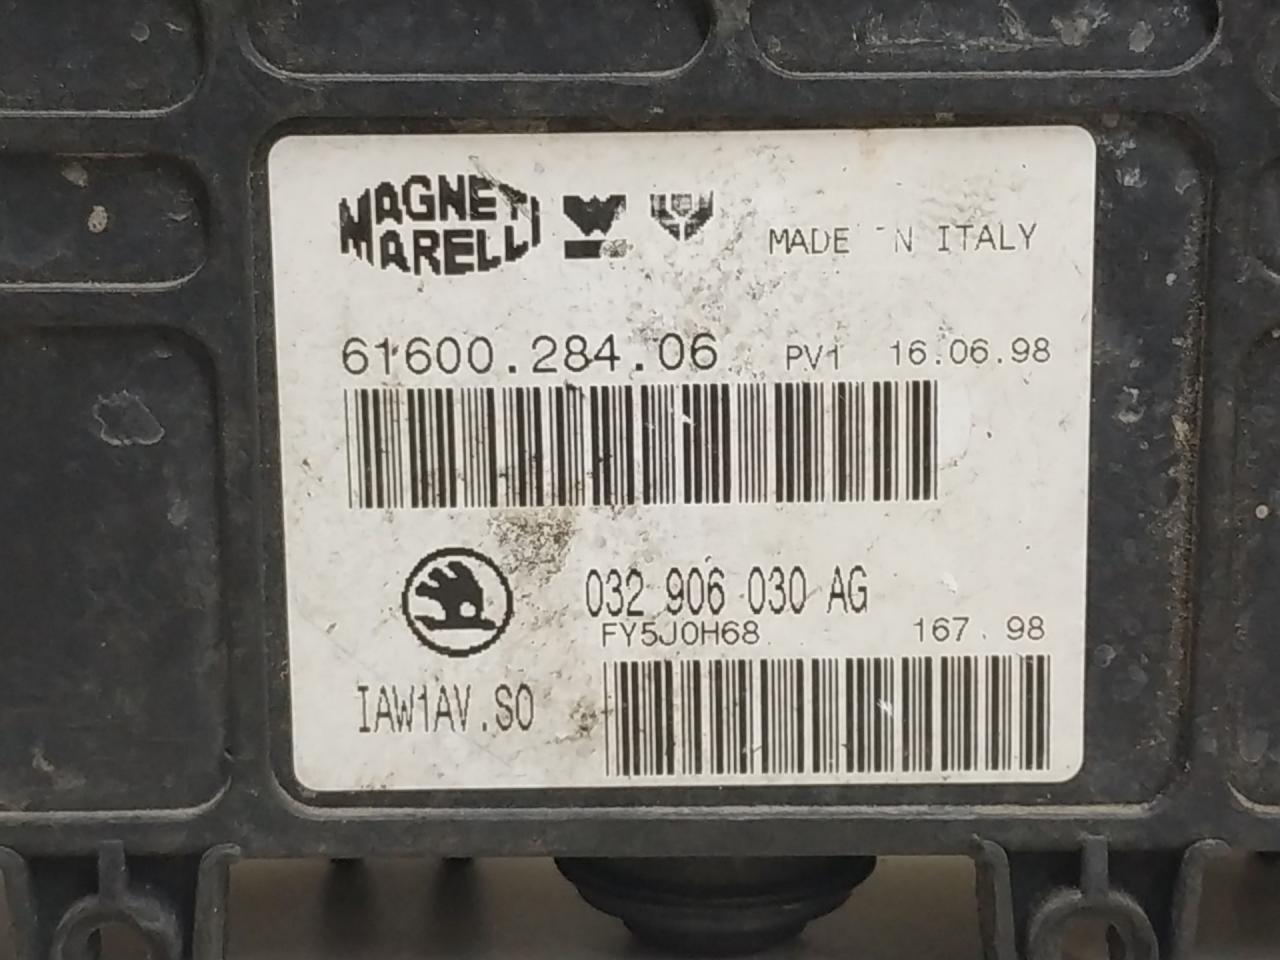 MAGNETI MARELLI
MADE IN ITALY
61600.284.06 PV1 16.06.98
032 906 030 AG
FY5J0H68 167.98
IAW1AV.S0